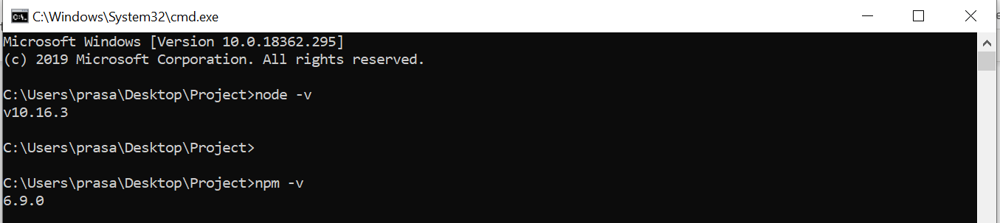 C:\Windows\System32\cmd.exe
Microsoft Windows [Version 10.0.18362.295]
(c) 2019 Microsoft Corporation. All rights reserved.
C:\Users\prasa\Desktop\Project>node -v
v10.16.3
C:\Users\prasa\Desktop\Project>
C:\Users\prasa\Desktop\Project>npm -v
6.9.0